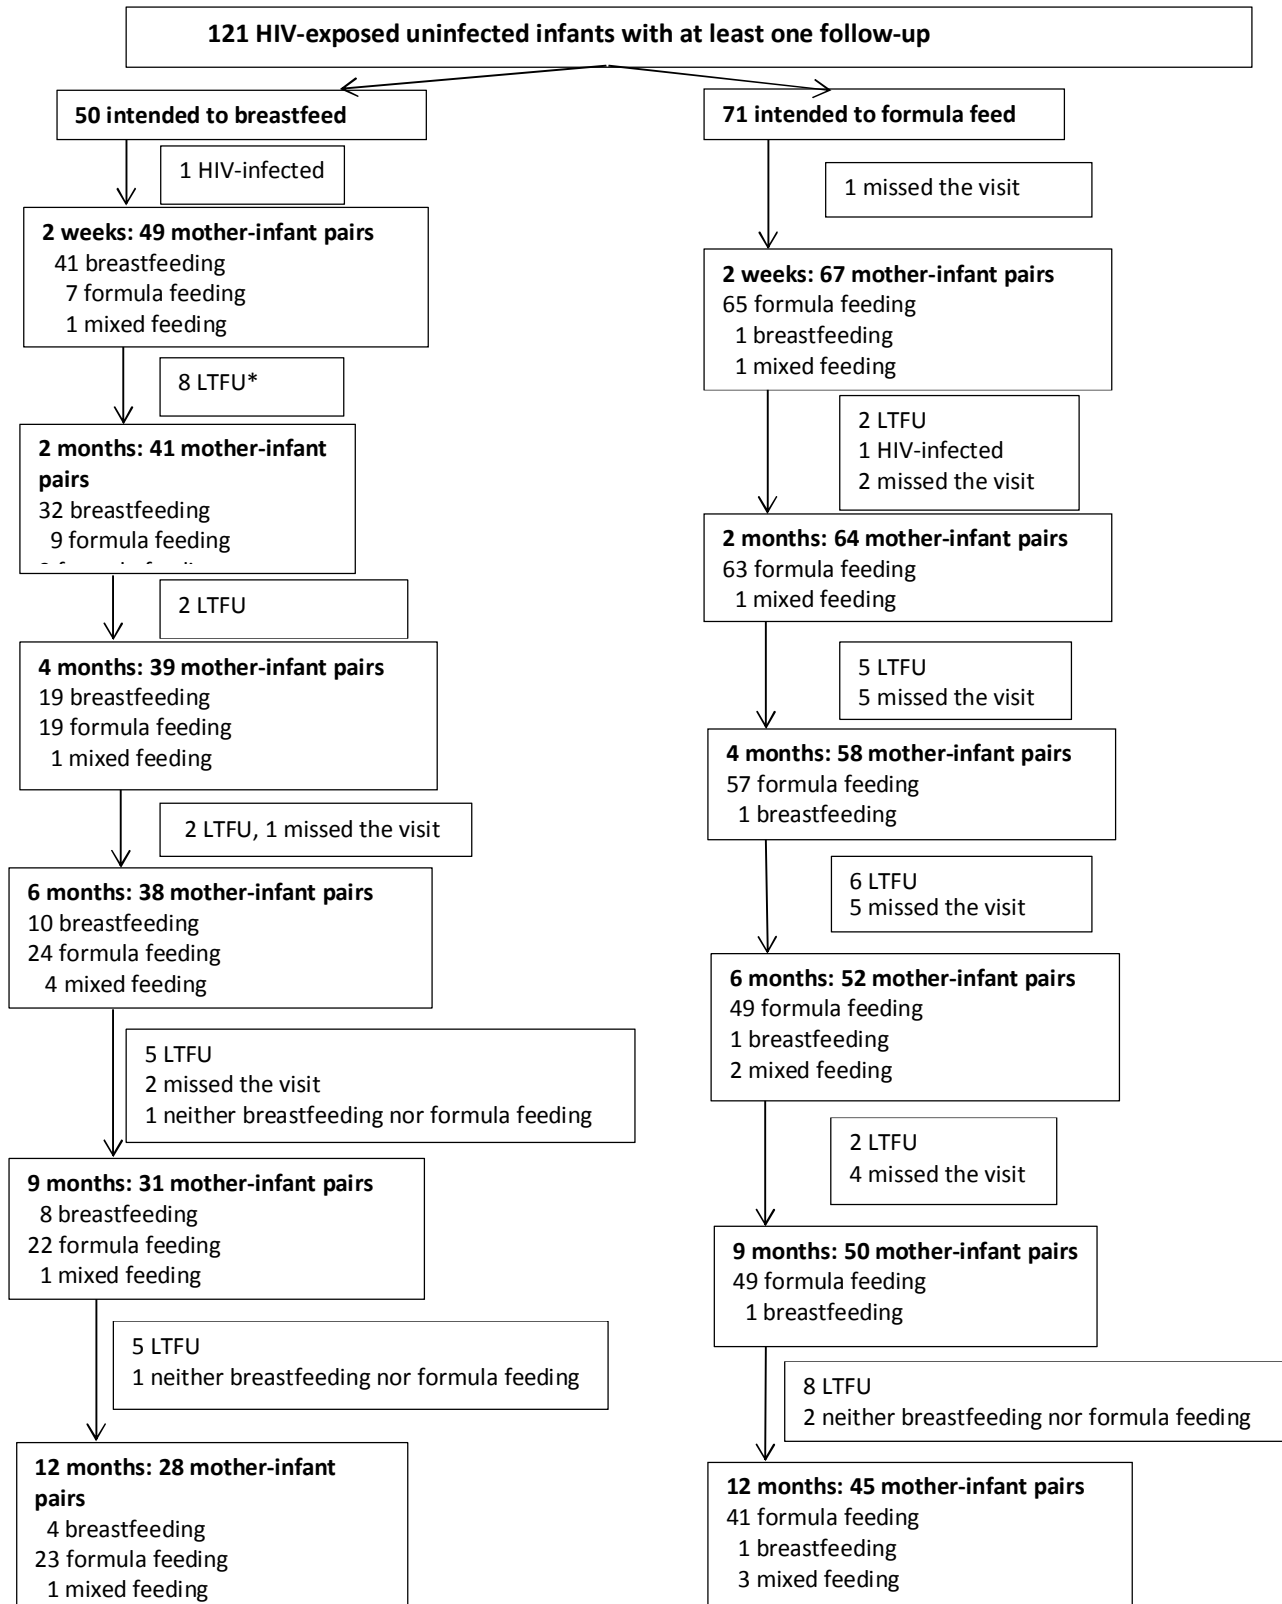 121 HIV-exposed uninfected infants with at least one follow-up
50 intended to breastfeed
1 HIV-infected
2 weeks: 49 mother-infant pairs
41 breastfeeding
7 formula feeding
1 mixed feeding
8 LTFU*
2 months: 41 mother-infant
pairs
32 breastfeeding
9 formula feeding
2 LTFU
4 months: 39 mother-infant pairs
19 breastfeeding
19 formula feeding
1 mixed feeding
2 LTFU, 1 missed the visit
6 months: 38 mother-infant pairs
10 breastfeeding
24 formula feeding
4 mixed feeding
5 LTFU
2 missed the visit
1 neither breastfeeding nor formula feeding
9 months: 31 mother-infant pairs
8 breastfeeding
22 formula feeding
1 mixed feeding
5 LTFU
1 neither breastfeeding nor formula feeding
12 months: 28 mother-infant
pairs
4 breastfeeding
23 formula feeding
1 mixed feeding
71 intended to formula feed
1 missed the visit
2 weeks: 67 mother-infant pairs
65 formula feeding
1 breastfeeding
1 mixed feeding
2 LTFU
1 HIV-infected
2 missed the visit
2 months: 64 mother-infant pairs
63 formula feeding
1 mixed feeding
5 LTFU
5 missed the visit
4 months: 58 mother-infant pairs
57 formula feeding
1 breastfeeding
6 LTFU
5 missed the visit
6 months: 52 mother-infant pairs
49 formula feeding
1 breastfeeding
2 mixed feeding
2 LTFU
4 missed the visit
9 months: 50 mother-infant pairs
49 formula feeding
1 breastfeeding
8 LTFU
2 neither breastfeeding nor formula feeding
12 months: 45 mother-infant pairs
41 formula feeding
1 breastfeeding
3 mixed feeding